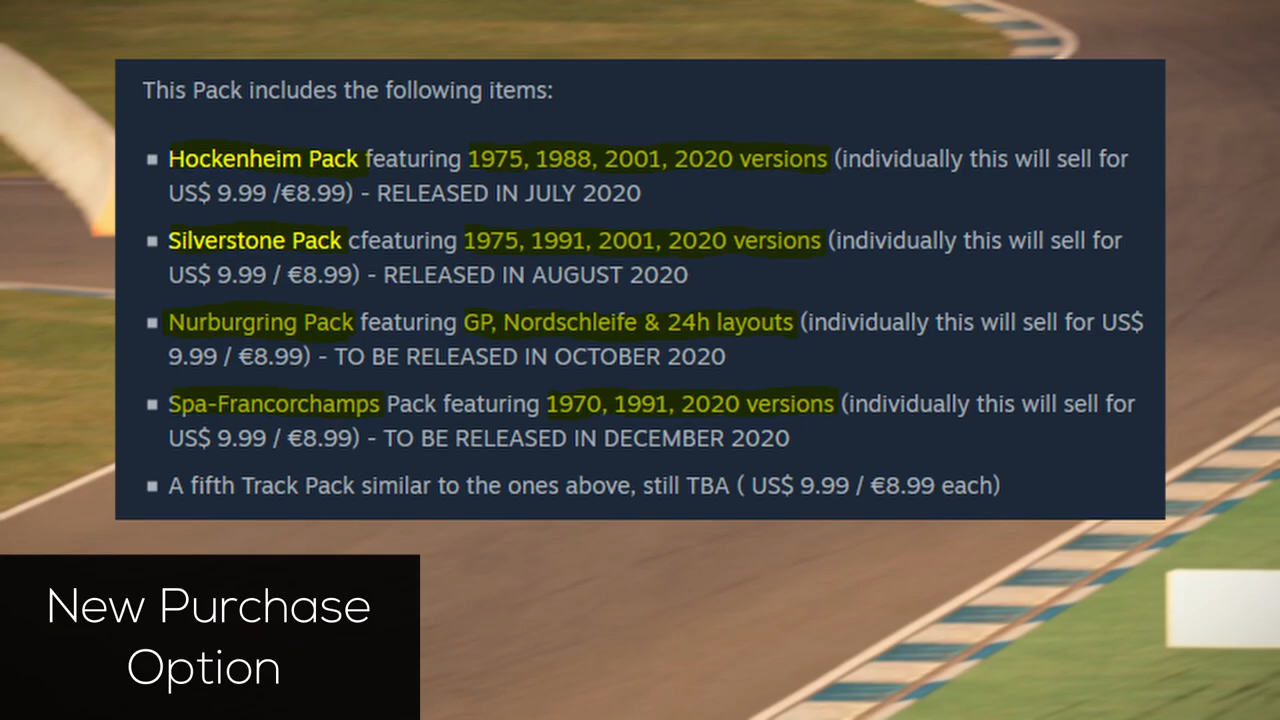 This Pack includes the following items:
▪ Hockenheim Pack featuring 1975, 1988, 2001, 2020 versions (individually this will sell for
US$ 9.99 /€8.99) - RELEASED IN JULY 2020
▪ Silverstone Pack cfeaturing 1975, 1991, 2001, 2020 versions (individually this will sell for
US$ 9.99 / €8.99) - RELEASED IN AUGUST 2020
▪ Nurburgring Pack featuring GP, Nordschleife & 24h layouts (individually this will sell for US$
9.99 / €8.99) - TO BE RELEASED IN OCTOBER 2020
▪ Spa-Francorchamps Pack featuring 1970, 1991, 2020 versions (individually this will sell for
US$ 9.99 / €8.99) - TO BE RELEASED IN DECEMBER 2020
▪ A fifth Track Pack similar to the ones above, still TBA ( US$ 9.99 / €8.99 each)
New Purchase
Option